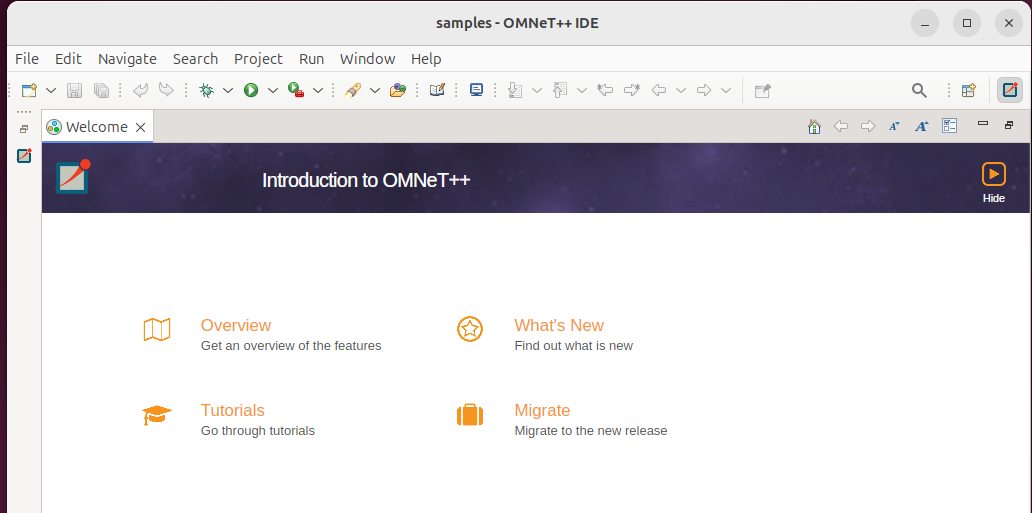 samples - OMNeT++ IDE
File Edit Navigate Search Project Run Window Help
Welcome
Introduction to OMNeT++
Hide
Overview
Get an overview of the features
What's New
Find out what is new
Tutorials
Go through tutorials
Migrate
Migrate to the new release